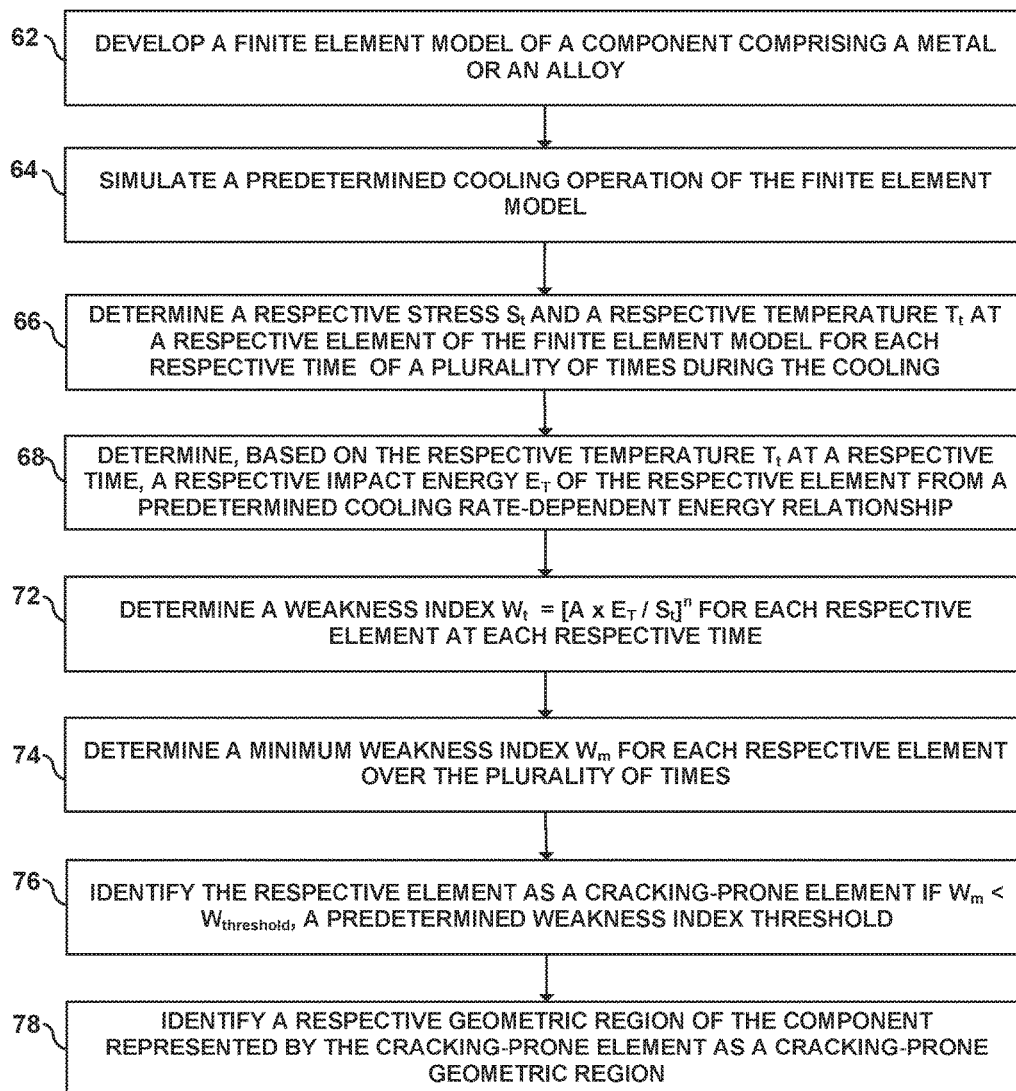 62
DEVELOP A FINITE ELEMENT MODEL OF A COMPONENT COMPRISING A METAL
OR AN ALLOY
64
SIMULATE A PREDETERMINED COOLING OPERATION OF THE FINITE ELEMENT
MODEL
66
DETERMINE A RESPECTIVE STRESS Sₜ AND A RESPECTIVE TEMPERATURE Tₜ AT
A RESPECTIVE ELEMENT OF THE FINITE ELEMENT MODEL FOR EACH
RESPECTIVE TIME OF A PLURALITY OF TIMES DURING THE COOLING
68
DETERMINE, BASED ON THE RESPECTIVE TEMPERATURE Tₜ AT A RESPECTIVE
TIME, A RESPECTIVE IMPACT ENERGY E_T OF THE RESPECTIVE ELEMENT FROM A
PREDETERMINED COOLING RATE-DEPENDENT ENERGY RELATIONSHIP
72
DETERMINE A WEAKNESS INDEX Wₜ = [A x E_T / Sₜ]ⁿ FOR EACH RESPECTIVE
ELEMENT AT EACH RESPECTIVE TIME
74
DETERMINE A MINIMUM WEAKNESS INDEX Wₘ FOR EACH RESPECTIVE ELEMENT
OVER THE PLURALITY OF TIMES
76
IDENTIFY THE RESPECTIVE ELEMENT AS A CRACKING-PRONE ELEMENT IF Wₘ <
W_threshold, A PREDETERMINED WEAKNESS INDEX THRESHOLD
78
IDENTIFY A RESPECTIVE GEOMETRIC REGION OF THE COMPONENT
REPRESENTED BY THE CRACKING-PRONE ELEMENT AS A CRACKING-PRONE
GEOMETRIC REGION